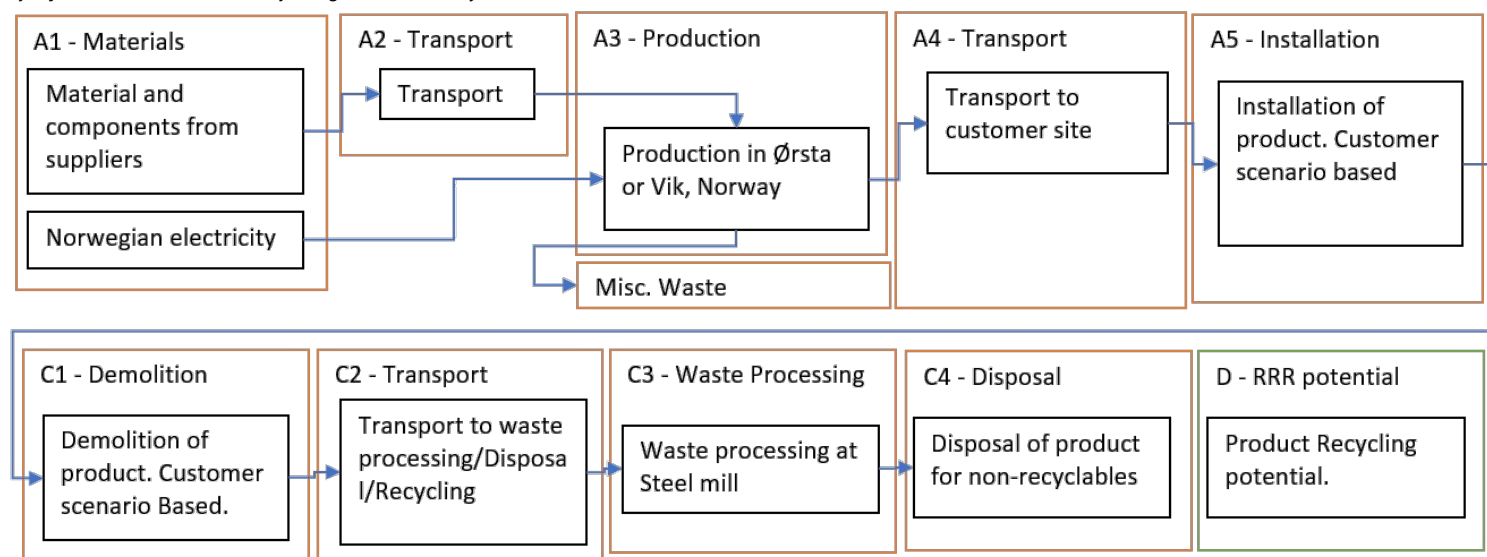 A1 - Materials
Material and
components from
suppliers
Norwegian electricity
A2 - Transport
Transport
A3 - Production
Production in Ørsta
or Vik, Norway
Misc. Waste
A4 - Transport
Transport to
customer site
A5 - Installation
Installation of
product. Customer
scenario based
C1 - Demolition
Demolition of
product. Customer
scenario Based.
C2 - Transport
Transport to waste
processing/Disposa
l/Recycling
C3 - Waste Processing
Waste processing at
Steel mill
C4 - Disposal
Disposal of product
for non-recyclables
D - RRR potential
Product Recycling
potential.